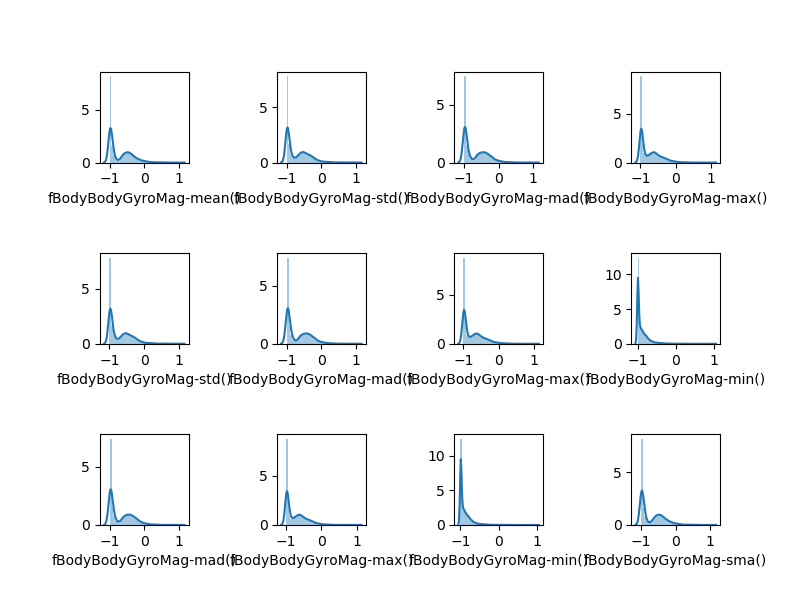 5
0
−1 0 1
fBodyBodyGyroMag-mean()
5
0
−1 0 1
fBodyBodyGyroMag-std()
5
0
−1 0 1
fBodyBodyGyroMag-mad()
5
0
−1 0 1
fBodyBodyGyroMag-max()
5
0
−1 0 1
fBodyBodyGyroMag-std()
5
0
−1 0 1
fBodyBodyGyroMag-mad()
5
0
−1 0 1
fBodyBodyGyroMag-max()
10
5
0
−1 0 1
fBodyBodyGyroMag-min()
5
0
−1 0 1
fBodyBodyGyroMag-mad()
5
0
−1 0 1
fBodyBodyGyroMag-max()
10
5
0
−1 0 1
fBodyBodyGyroMag-min()
5
0
−1 0 1
fBodyBodyGyroMag-sma()